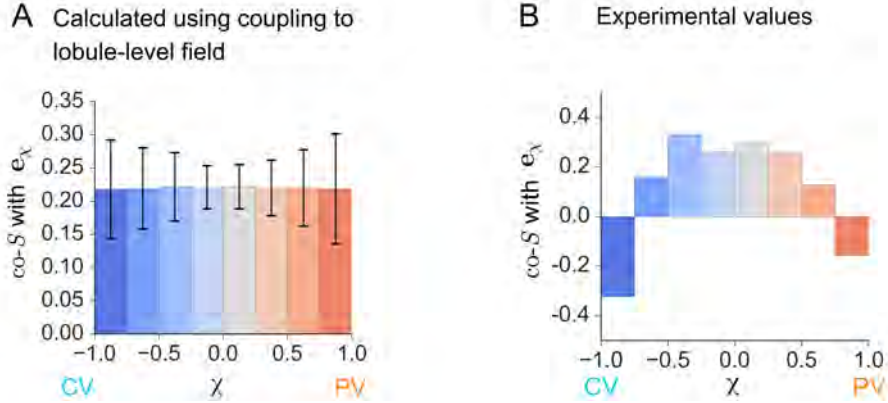 A Calculated using coupling to
lobule-level field
co-S with eχ
0.35
0.30
0.25
0.20
0.15
0.10
0.05
0.00
−1.0 −0.5 0.0 0.5 1.0
CV χ PV
B Experimental values
co-S with eχ
0.4
0.2
0.0
-0.2
-0.4
−1.0 −0.5 0.0 0.5 1.0
CV χ PV